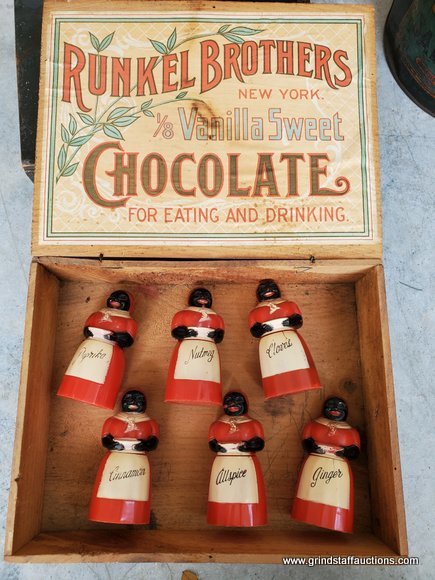 RUNKEL BROTHERS
NEW YORK.
1/8 Vanilla Sweet
CHOCOLATE
FOR EATING AND DRINKING.
Paprika
Nutmeg
Cloves
Cinnamon
Allspice
Ginger
www.grindstaffauctions.com